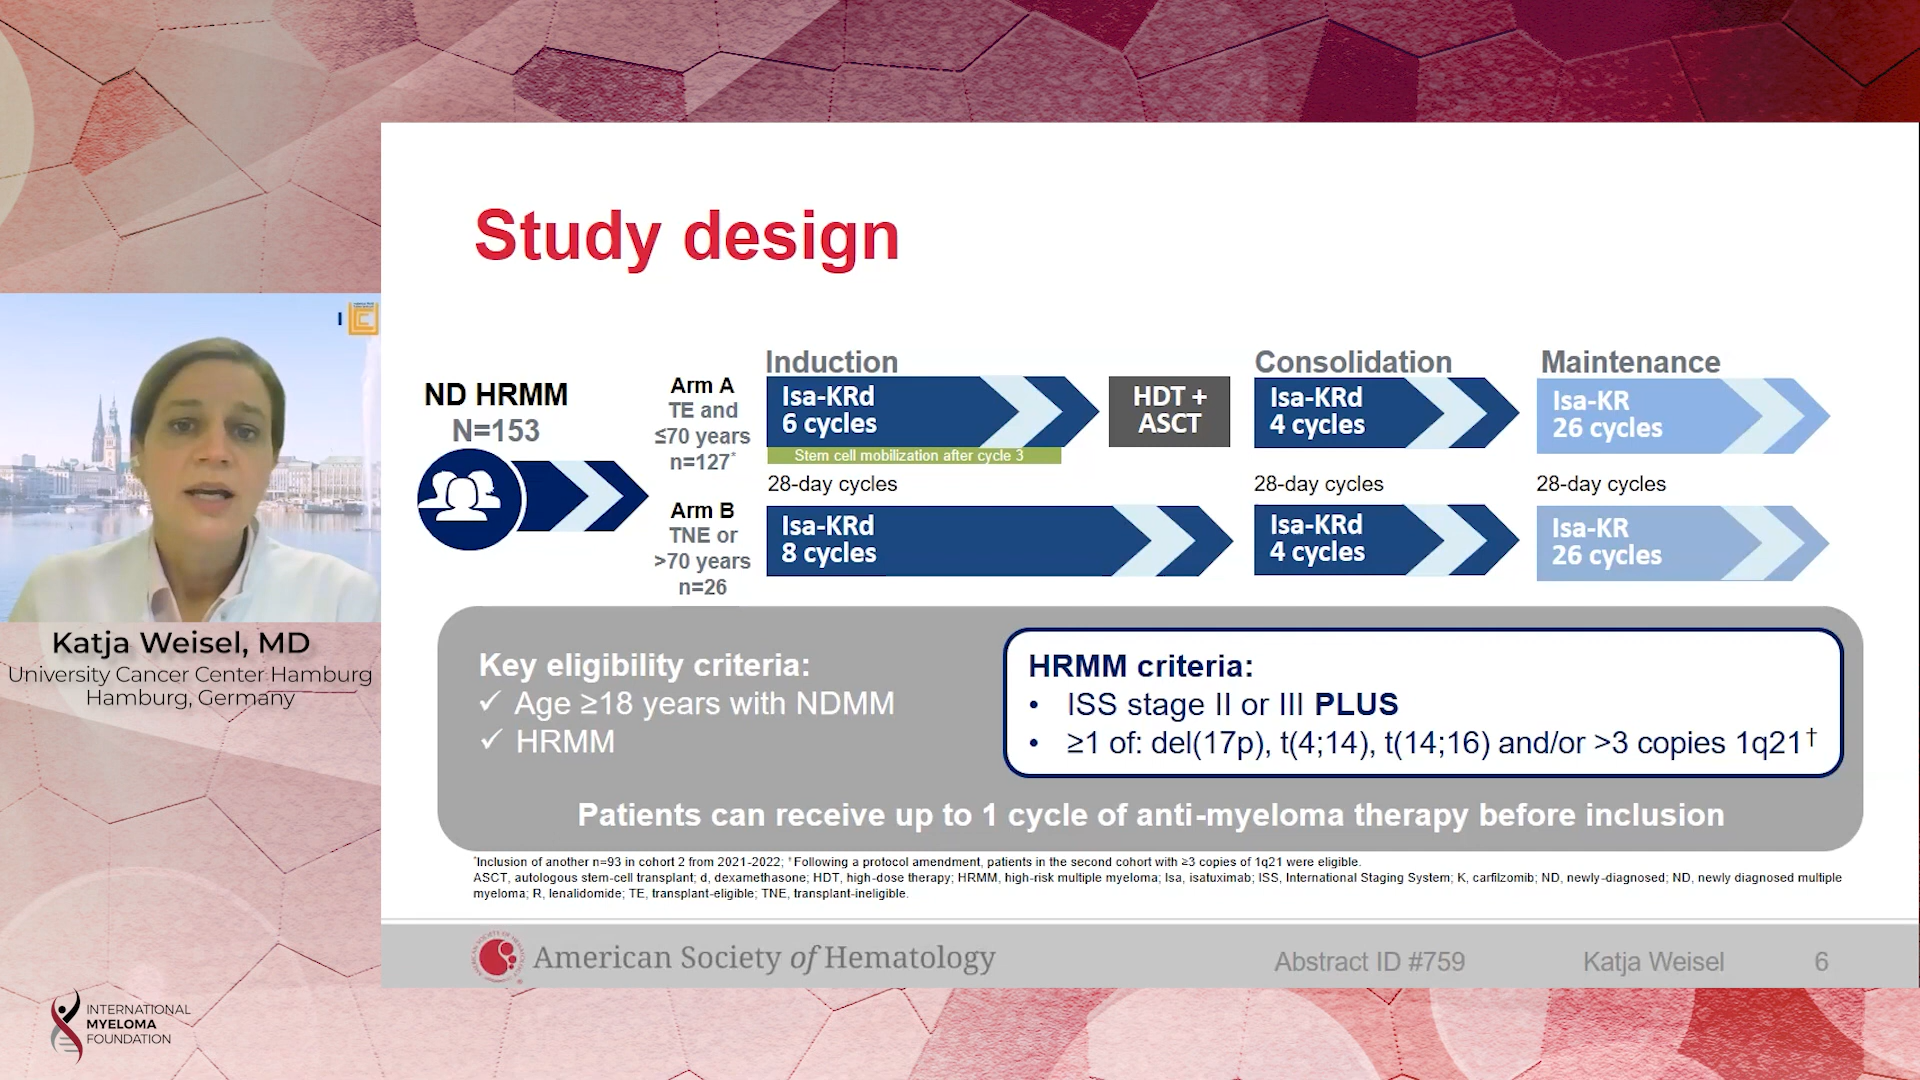 Study design
ND HRMM
N=153
Arm A
TE and
≤70 years
n=127*
Arm B
TNE or
>70 years
n=26
Induction
Isa-KRd
6 cycles
Stem cell mobilization after cycle 3
28-day cycles
Isa-KRd
8 cycles
HDT +
ASCT
Consolidation
Isa-KRd
4 cycles
28-day cycles
Isa-KRd
4 cycles
Maintenance
Isa-KR
26 cycles
28-day cycles
Isa-KR
26 cycles
Key eligibility criteria:
✓ Age ≥18 years with NDMM
✓ HRMM
HRMM criteria:
• ISS stage II or III PLUS
• ≥1 of: del(17p), t(4;14), t(14;16) and/or >3 copies 1q21†
Patients can receive up to 1 cycle of anti-myeloma therapy before inclusion
*Inclusion of another n=93 in cohort 2 from 2021-2022; †Following a protocol amendment, patients in the second cohort with ≥3 copies of 1q21 were eligible.
ASCT, autologous stem-cell transplant; d, dexamethasone; HDT, high-dose therapy; HRMM, high-risk multiple myeloma; Isa, isatuximab; ISS, International Staging System; K, carfilzomib; ND, newly-diagnosed; ND, newly diagnosed multiple
myeloma; R, lenalidomide; TE, transplant-eligible; TNE, transplant-ineligible.
American Society of Hematology
Abstract ID #759
Katja Weisel
6
Katja Weisel, MD
University Cancer Center Hamburg
Hamburg, Germany
INTERNATIONAL
MYELOMA
FOUNDATION